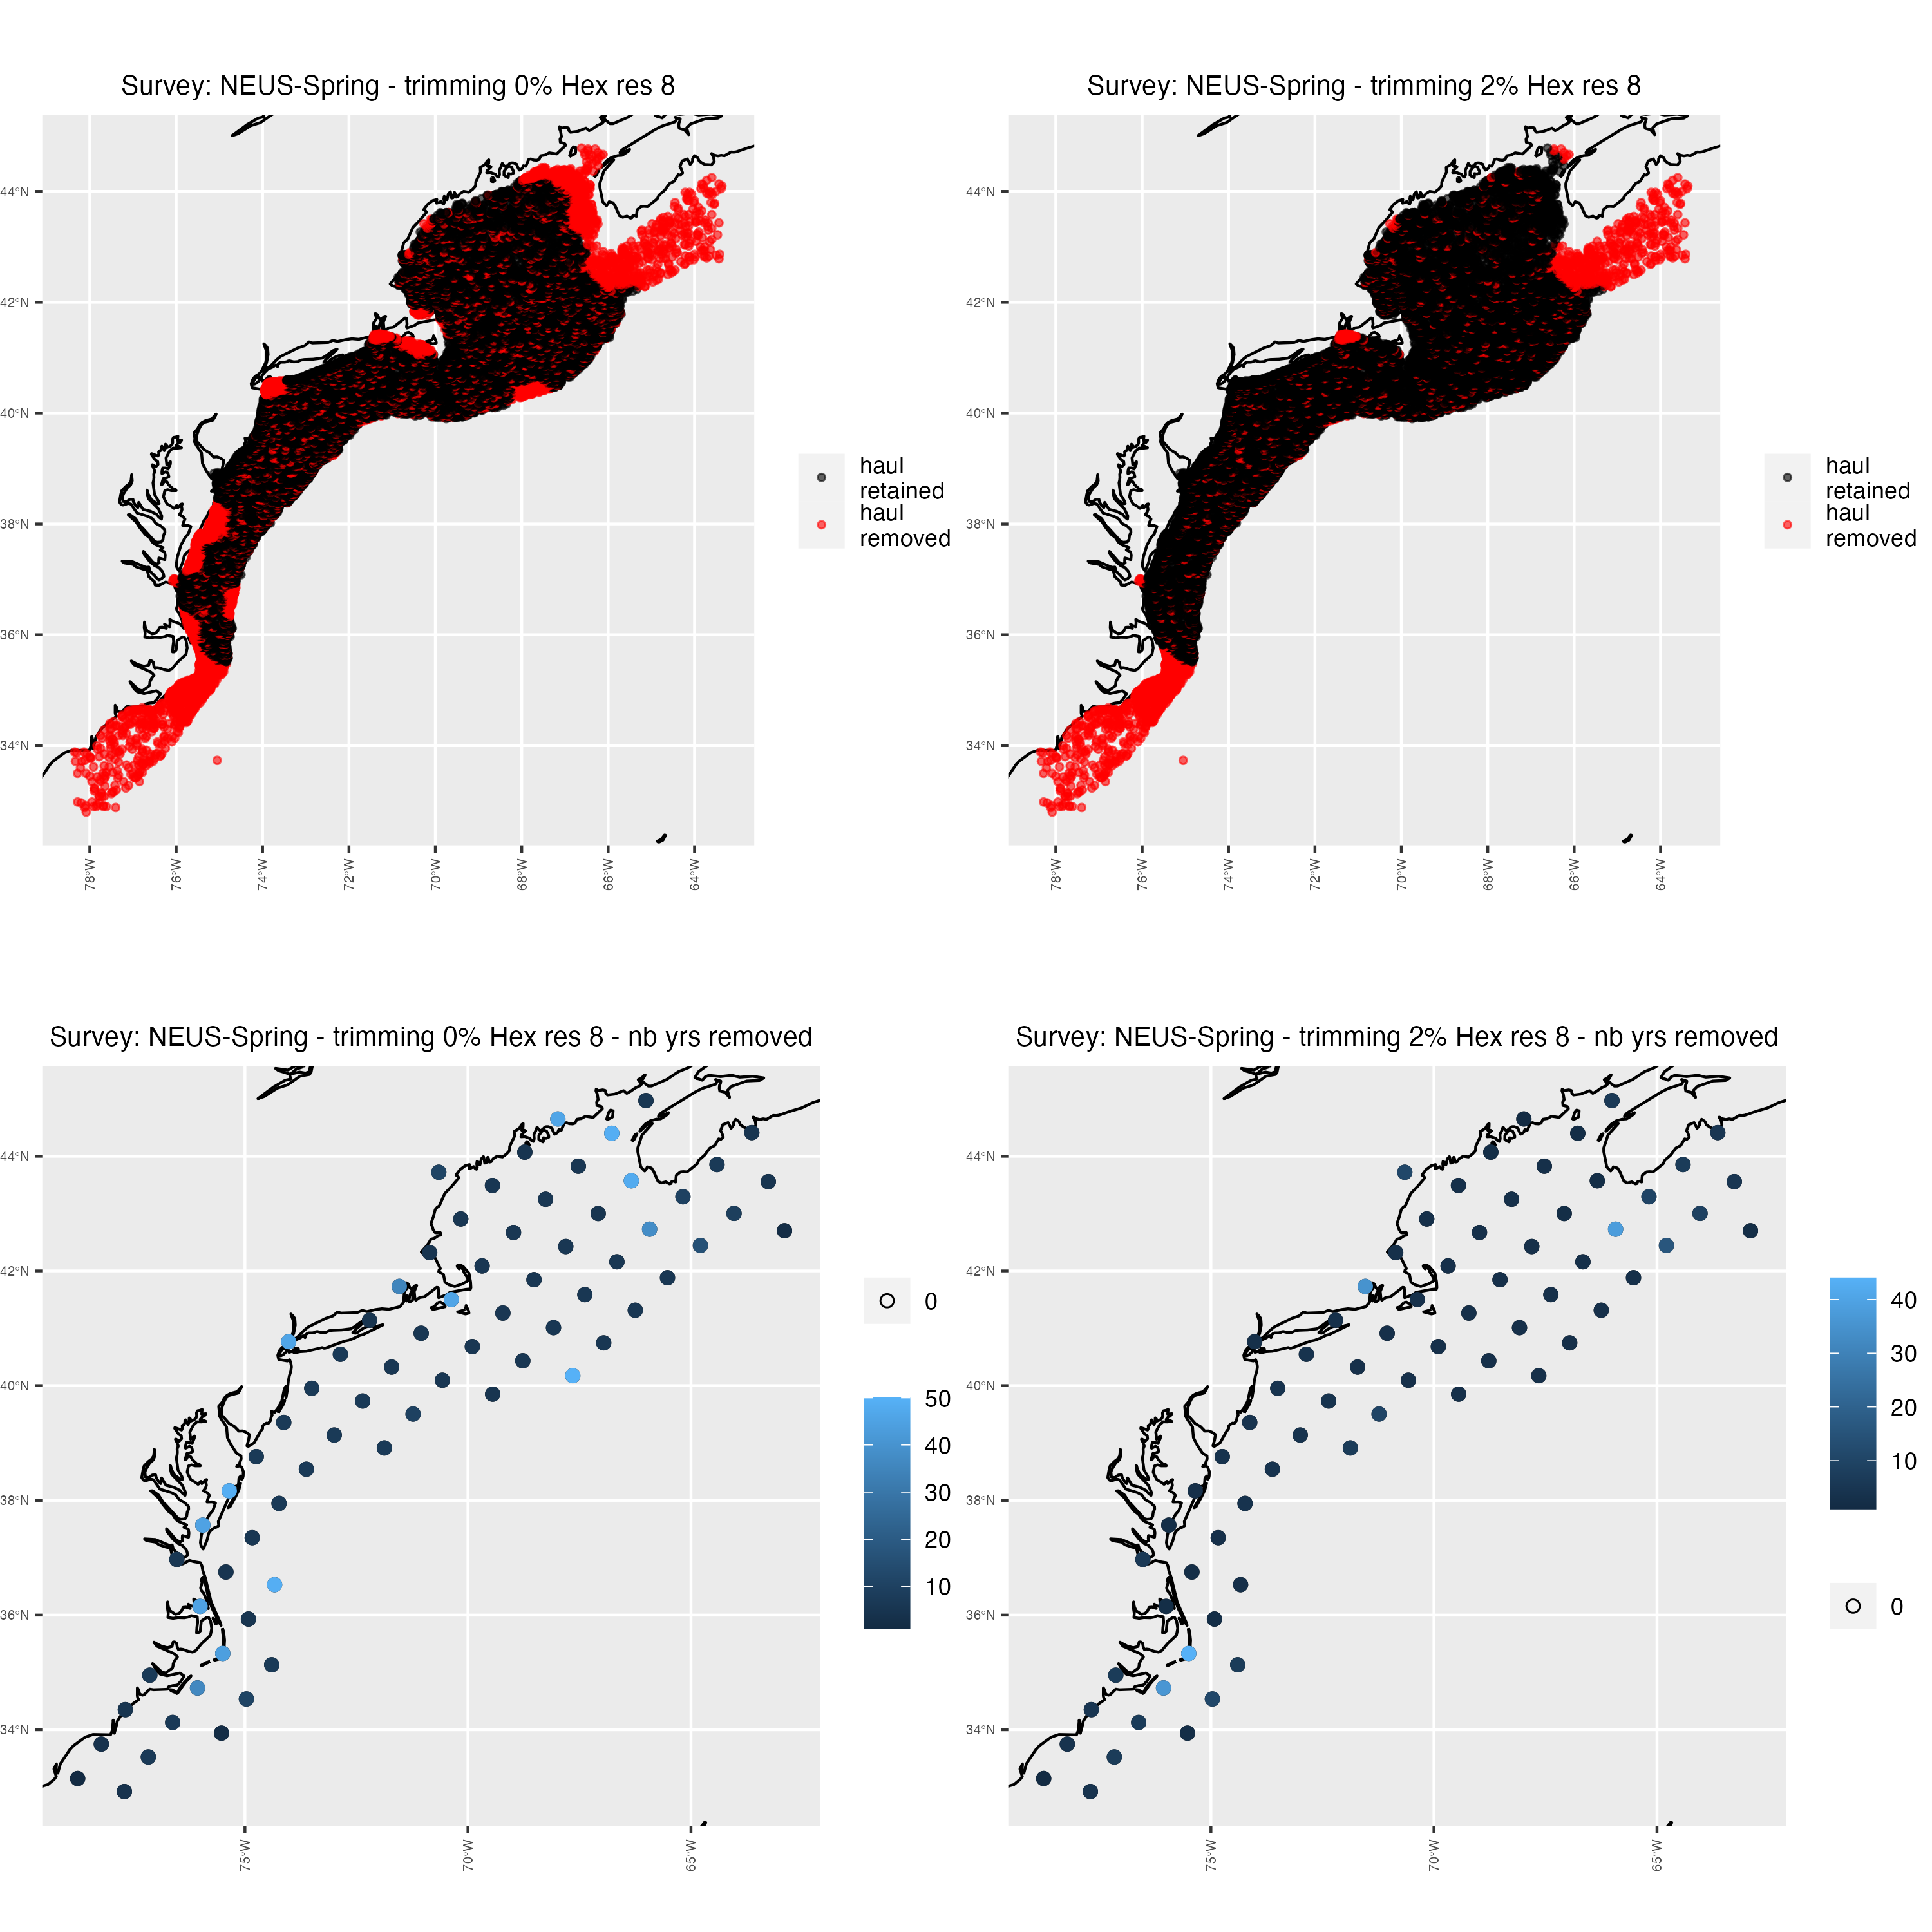 Survey: NEUS-Spring - trimming 0% Hex res 8
44°N
42°N
40°N
38°N
36°N
34°N
78°W
76°W
74°W
72°W
70°W
68°W
66°W
64°W
haul
retained
haul
removed
Survey: NEUS-Spring - trimming 2% Hex res 8
44°N
42°N
40°N
38°N
36°N
34°N
78°W
76°W
74°W
72°W
70°W
68°W
66°W
64°W
haul
retained
haul
removed
Survey: NEUS-Spring - trimming 0% Hex res 8 - nb yrs removed
44°N
42°N
40°N
38°N
36°N
34°N
75°W
70°W
65°W
0
50
40
30
20
10
Survey: NEUS-Spring - trimming 2% Hex res 8 - nb yrs removed
44°N
42°N
40°N
38°N
36°N
34°N
75°W
70°W
65°W
40
30
20
10
0